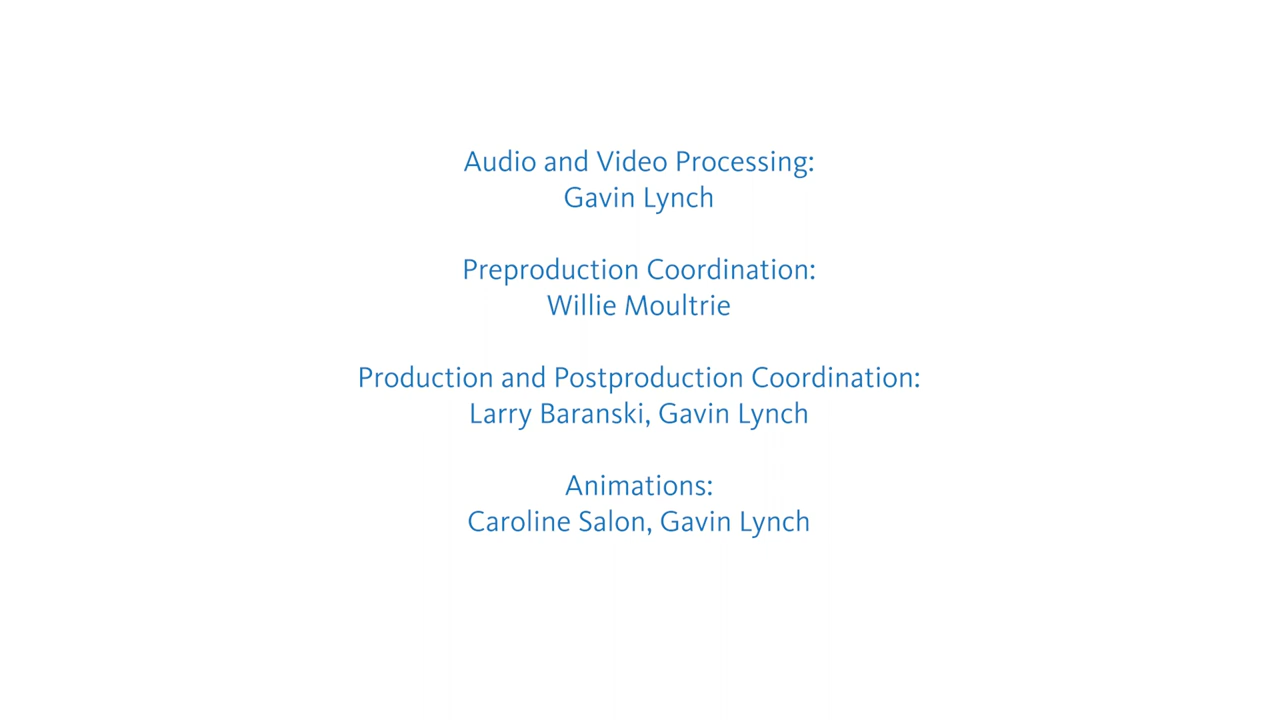 Audio and Video Processing:
Gavin Lynch
Preproduction Coordination:
Willie Moultrie
Production and Postproduction Coordination:
Larry Baranski, Gavin Lynch
Animations:
Caroline Salon, Gavin Lynch